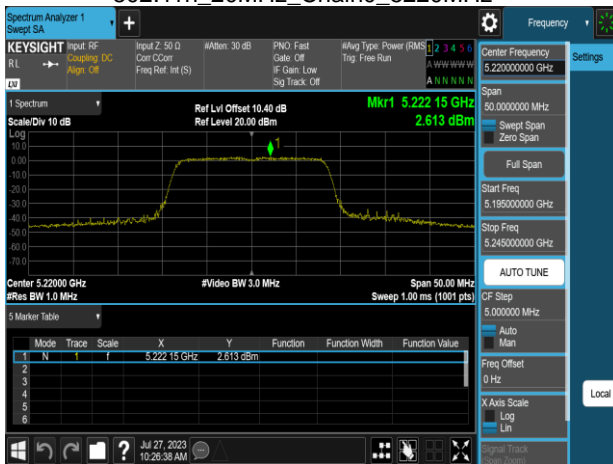 Spectrum Analyzer 1
Swept SA
+
Frequency
KEYSIGHT
RL
LXI
Input: RF
Coupling: DC
Align: Off
Input Z: 50 Ω
Corr CCorr
Freq Ref: Int (S)
#Atten: 30 dB
PNO: Fast
Gate: Off
IF Gain: Low
Sig Track: Off
#Avg Type: Power (RMS
Trig: Free Run
1 2 3 4 5 6
A W W W W W
A N N N N N
Center Frequency
5.220000000 GHz
Settings
Span
50.0000000 MHz
Swept Span
Zero Span
Full Span
Start Freq
5.195000000 GHz
Stop Freq
5.245000000 GHz
AUTO TUNE
CF Step
5.000000 MHz
Auto
Man
Freq Offset
0 Hz
X Axis Scale
Log
Lin
Signal Track
(Span Zoom)
Local
1 Spectrum
Scale/Div 10 dB
Ref Lvl Offset 10.40 dB
Ref Level 20.00 dBm
Mkr1 5.222 15 GHz
2.613 dBm
Log
10.0
0.00
-10.0
-20.0
-30.0
-40.0
-50.0
-60.0
-70.0
1
Center 5.22000 GHz
#Res BW 1.0 MHz
#Video BW 3.0 MHz
Span 50.00 MHz
Sweep 1.00 ms (1001 pts)
5 Marker Table
Mode Trace Scale X Y Function Function Width Function Value
1 N 1 f 5.222 15 GHz 2.613 dBm
2
3
4
5
6
?
Jul 27, 2023
10:26:38 AM